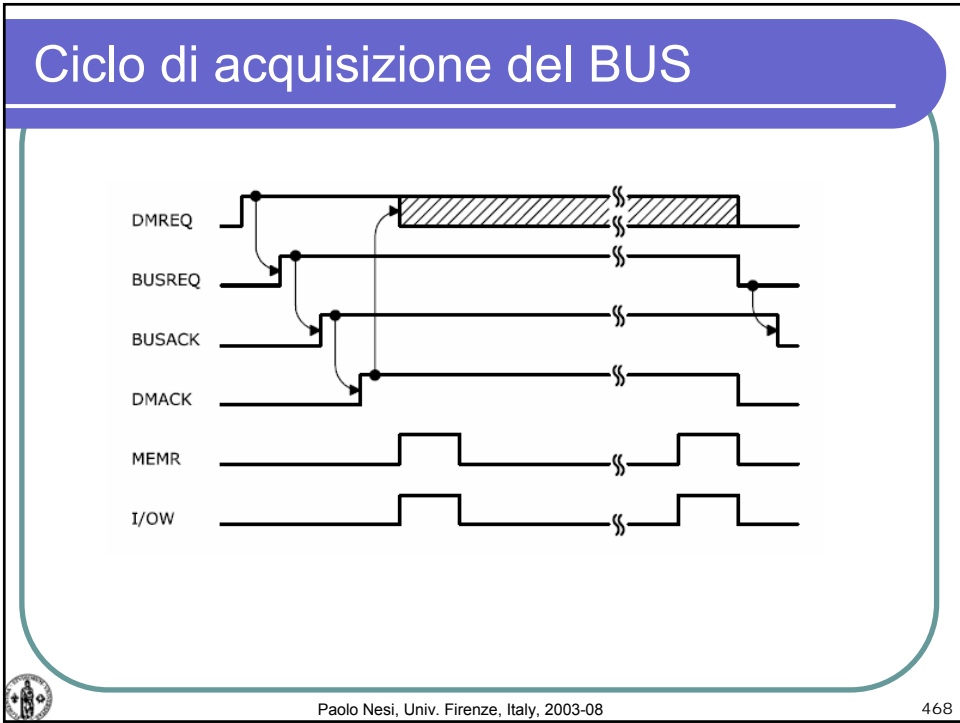 Ciclo di acquisizione del BUS
DMREQ
BUSREQ
BUSACK
DMACK
MEMR
I/OW
Paolo Nesi, Univ. Firenze, Italy, 2003-08
468